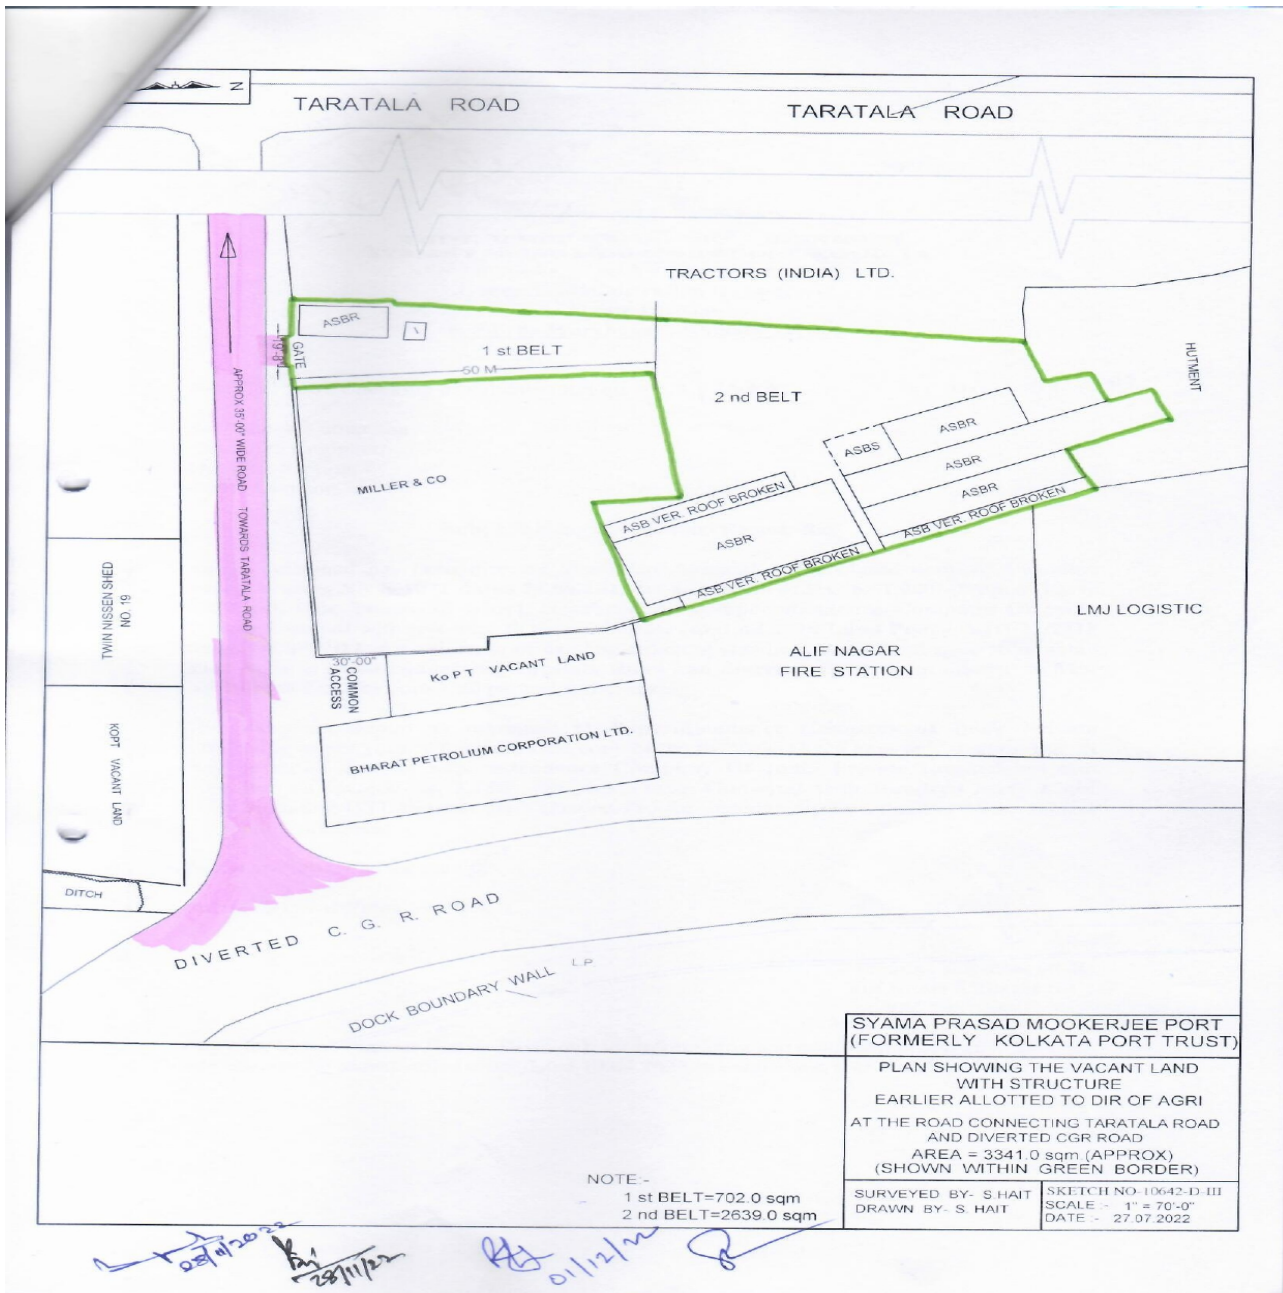 N
TARATALA ROAD
TARATALA ROAD
TRACTORS (INDIA) LTD.
ASBR
1 st BELT
GATE
50 M
HUTMENT
2 nd BELT
APPROX 35'-00" WIDE ROAD TOWARDS TARATALA ROAD
ASBS
ASBR
ASBR
ASBR
ASB VER. ROOF BROKEN
MILLER & CO
ASB VER. ROOF BROKEN
ASBR
ASB VER. ROOF BROKEN
TWIN NISSEN SHED
NO. 19
LMJ LOGISTIC
ALIF NAGAR
FIRE STATION
30'-00"
COMMON
ACCESS
KoPT VACANT LAND
KOPT VACANT LAND
BHARAT PETROLIUM CORPORATION LTD.
DITCH
DIVERTED C. G. R. ROAD
DOCK BOUNDARY WALL L.P
SYAMA PRASAD MOOKERJEE PORT
(FORMERLY KOLKATA PORT TRUST)
PLAN SHOWING THE VACANT LAND
WITH STRUCTURE
EARLIER ALLOTTED TO DIR OF AGRI
AT THE ROAD CONNECTING TARATALA ROAD
AND DIVERTED CGR ROAD
AREA = 3341.0 sqm (APPROX)
(SHOWN WITHIN GREEN BORDER)
NOTE:-
1 st BELT=702.0 sqm
2 nd BELT=2639.0 sqm
SURVEYED BY- S.HAIT
DRAWN BY- S. HAIT
SKETCH NO-10642-D-III
SCALE :- 1" = 70'-0"
DATE :- 27.07.2022
28/11/2022
28/11/22
01/12/22